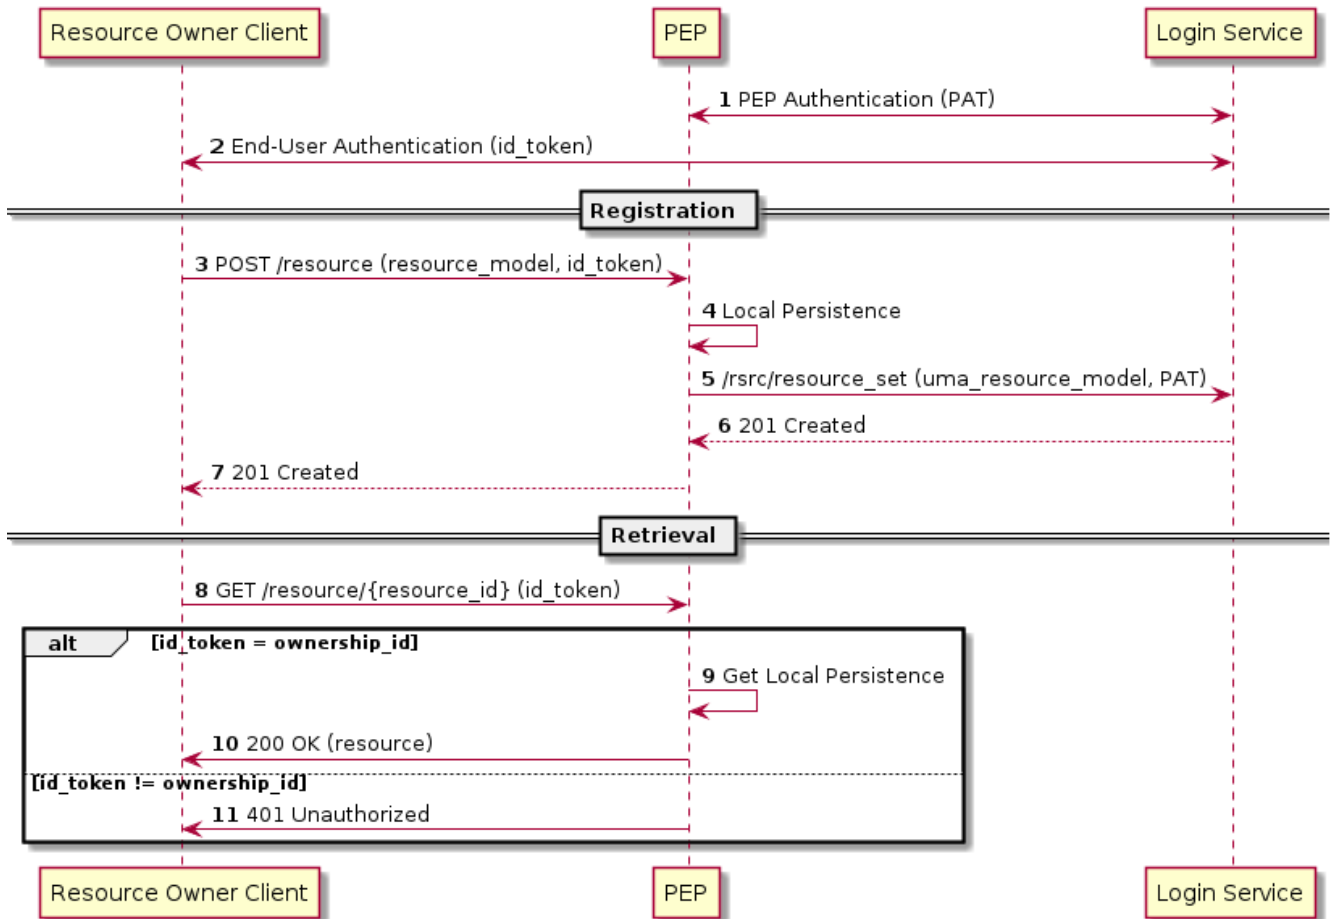 Resource Owner Client
PEP
Login Service
1 PEP Authentication (PAT)
2 End-User Authentication (id_token)
Registration
3 POST /resource (resource_model, id_token)
4 Local Persistence
5 /rsrc/resource_set (uma_resource_model, PAT)
6 201 Created
7 201 Created
Retrieval
8 GET /resource/{resource_id} (id_token)
alt [id_token = ownership_id]
9 Get Local Persistence
10 200 OK (resource)
[id_token != ownership_id]
11 401 Unauthorized
Resource Owner Client
PEP
Login Service